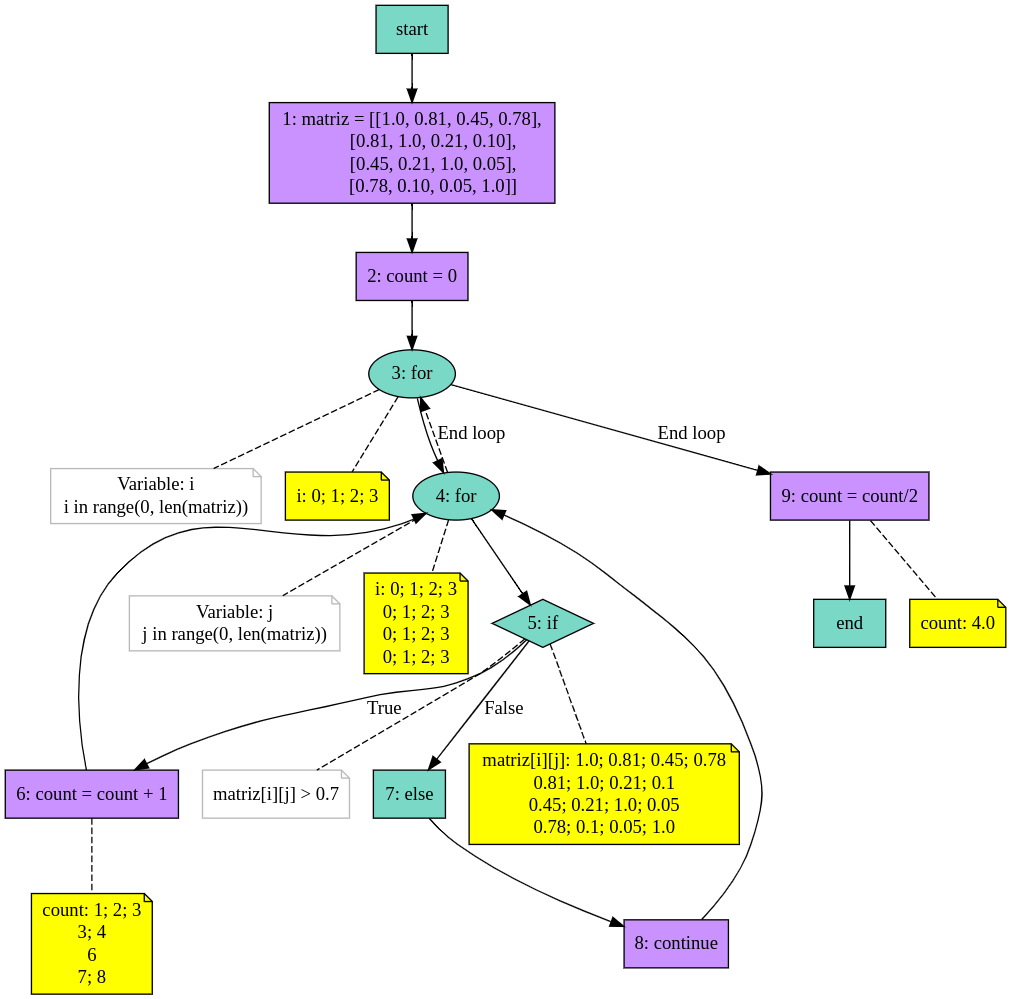 start
1: matriz = [[1.0, 0.81, 0.45, 0.78],
[0.81, 1.0, 0.21, 0.10],
[0.45, 0.21, 1.0, 0.05],
[0.78, 0.10, 0.05, 1.0]]
2: count = 0
3: for
End loop
End loop
Variable: i
i in range(0, len(matriz))
i: 0; 1; 2; 3
4: for
9: count = count/2
Variable: j
j in range(0, len(matriz))
i: 0; 1; 2; 3
0; 1; 2; 3
0; 1; 2; 3
0; 1; 2; 3
5: if
end
count: 4.0
True
False
6: count = count + 1
matriz[i][j] > 0.7
7: else
matriz[i][j]: 1.0; 0.81; 0.45; 0.78
0.81; 1.0; 0.21; 0.1
0.45; 0.21; 1.0; 0.05
0.78; 0.1; 0.05; 1.0
count: 1; 2; 3
3; 4
6
7; 8
8: continue